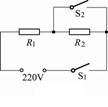 S₂
R₁ R₂
220V S₁